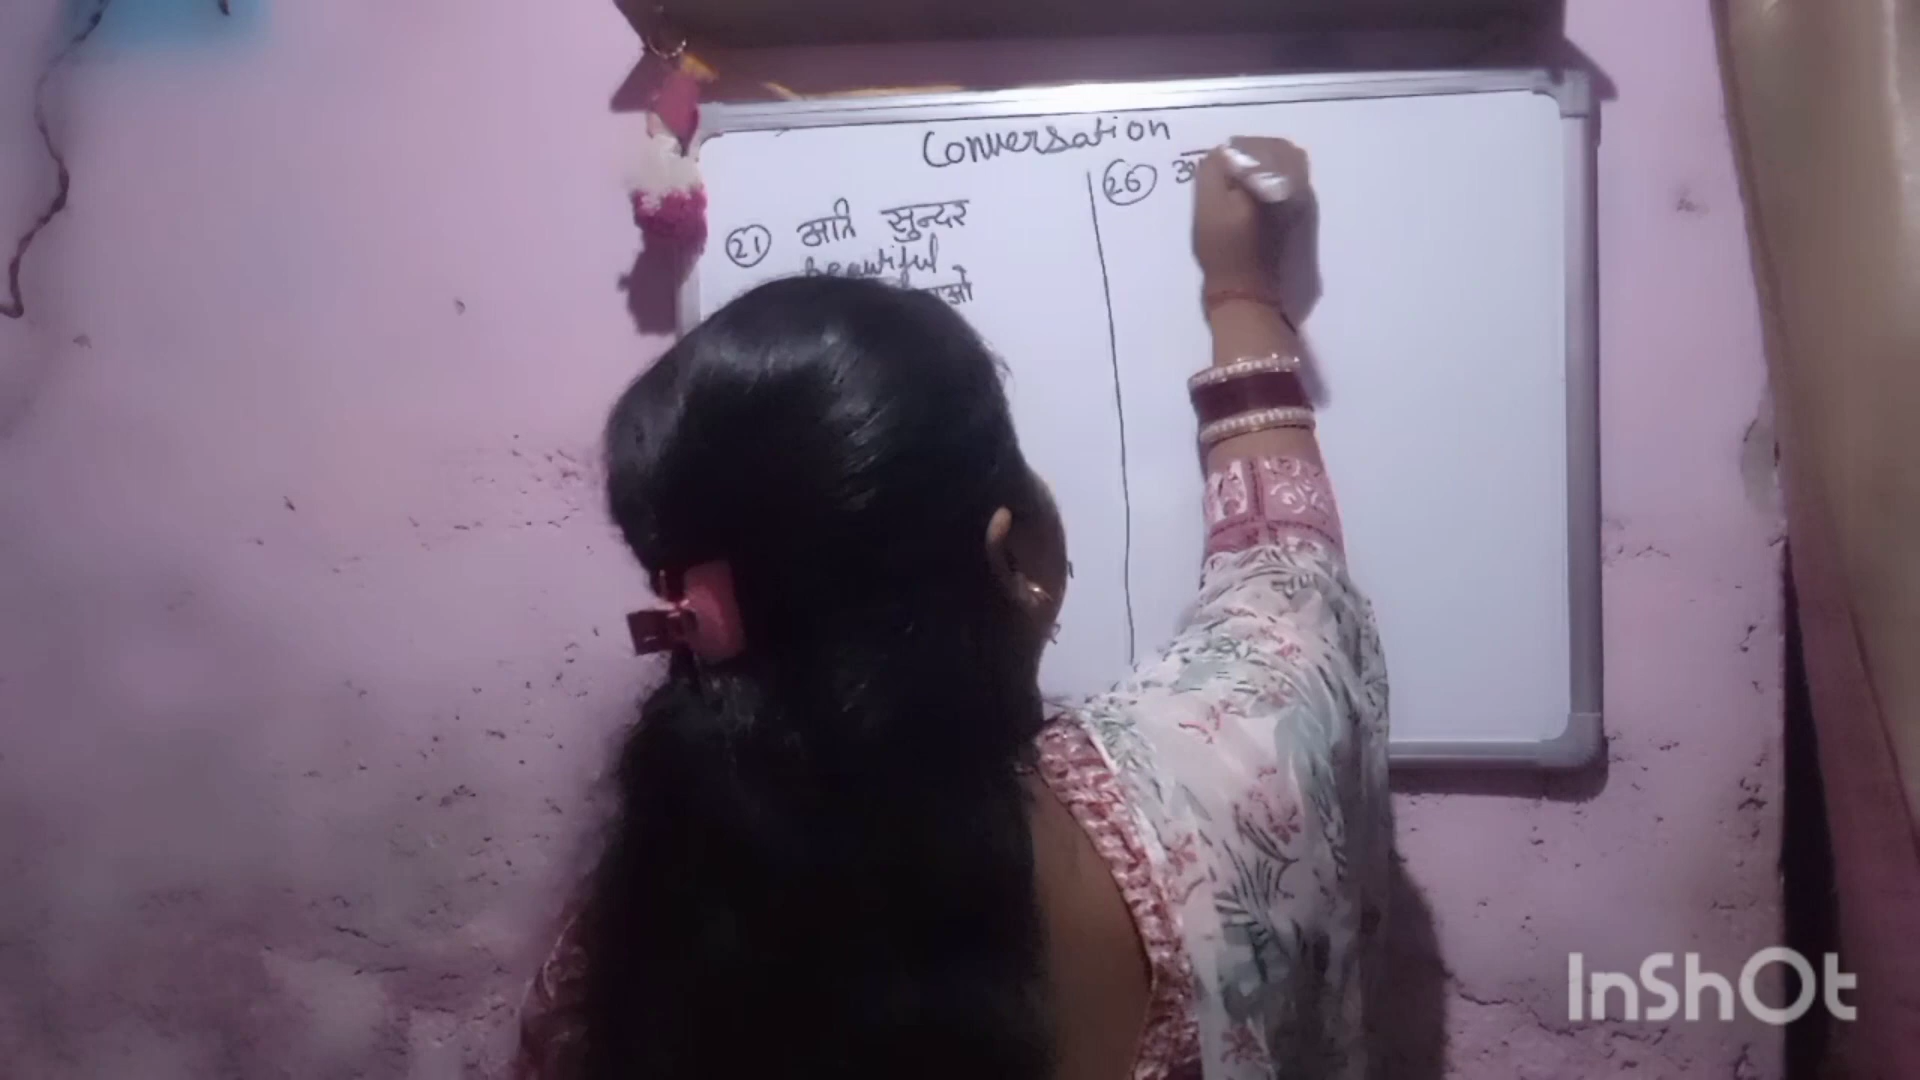 Conversation
(21) अति सुन्दर
beautiful
(26)
InShOt